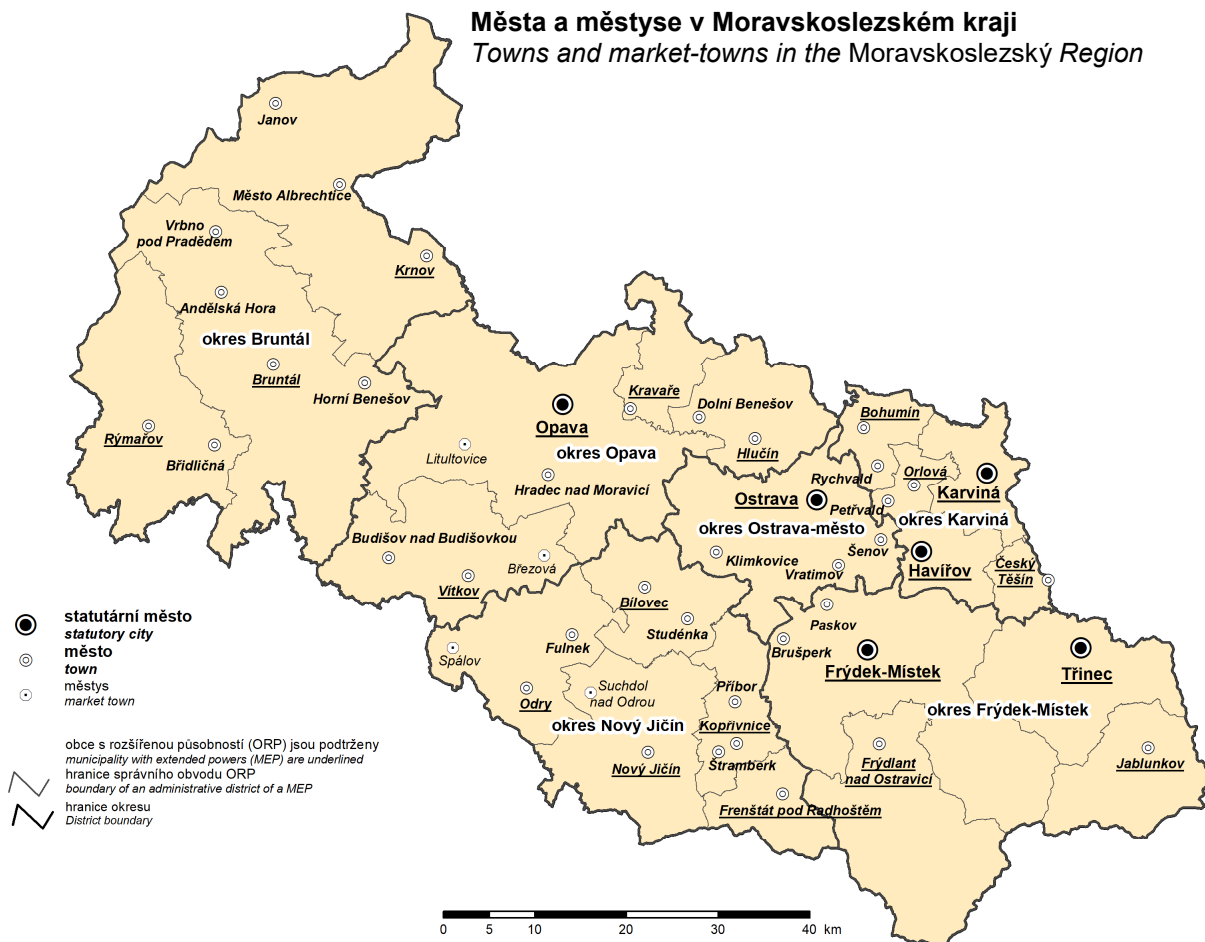 Města a městyse v Moravskoslezském kraji
Towns and market-towns in the Moravskoslezský Region
Janov
Město Albrechtice
Vrbno
pod Pradědem
Krnov
Andělská Hora
okres Bruntál
Bruntál
Horní Benešov
Rýmařov
Břidličná
Kravaře
Dolní Benešov
Opava
Hlučín
okres Opava
Litultovice
Hradec nad Moravicí
Budišov nad Budišovkou
Březová
Vítkov
Bohumín
Rychvald
Orlová
Karviná
Ostrava
Petřvald
okres Ostrava-město
okres Karviná
Klimkovice
Šenov
Vratimov
Havířov
Český
Těšín
Bílovec
Studénka
Paskov
Brušperk
Fulnek
Spálov
Frýdek-Místek
Třinec
Suchdol
nad Odrou
Odry
Příbor
okres Nový Jičín
Kopřivnice
okres Frýdek-Místek
Nový Jičín
Štramberk
Frýdlant
nad Ostravicí
Jablunkov
Frenštát pod Radhoštěm
statutární město
statutory city
město
town
městys
market town
obce s rozšířenou působností (ORP) jsou podtrženy
municipality with extended powers (MEP) are underlined
hranice správního obvodu ORP
boundary of an administrative district of a MEP
hranice okresu
District boundary
0 5 10 20 30 40 km